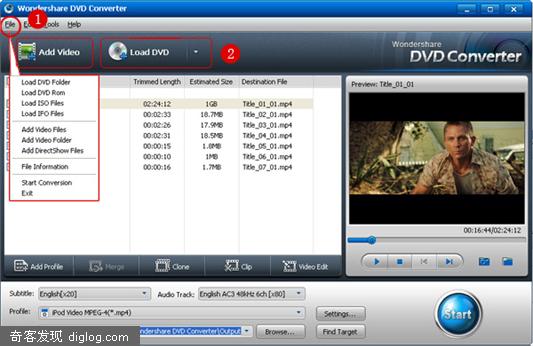 Wondershare DVD Converter
File Tools Help
1
Add Video
Load DVD
2
Wondershare
DVD Converter
Load DVD Folder
Load DVD Rom
Load ISO Files
Load IFO Files
Add Video Files
Add Video Folder
Add DirectShow Files
File Information
Start Conversion
Exit
Trimmed Length Estimated Size Destination File
02:24:12 1GB Title_01_01.mp4
00:02:33 18.7MB Title_02_01.mp4
00:02:26 17.9MB Title_03_01.mp4
00:02:31 18.5MB Title_04_01.mp4
00:00:15 1.8MB Title_05_01.mp4
00:00:10 1MB Title_06_01.mp4
00:00:16 1.7MB Title_07_01.mp4
Preview: Title_01_01
00:16:44/02:24:12
Add Profile
Merge
Clone
Clip
Video Edit
Subtitle: English[x20] Audio Track: English AC3 48kHz 6ch [x80]
Profile: iPod Video MPEG-4(*.mp4) Settings...
ndershare DVD Converter\Output Browse... Find Target
Start
奇客发现 diglog.com